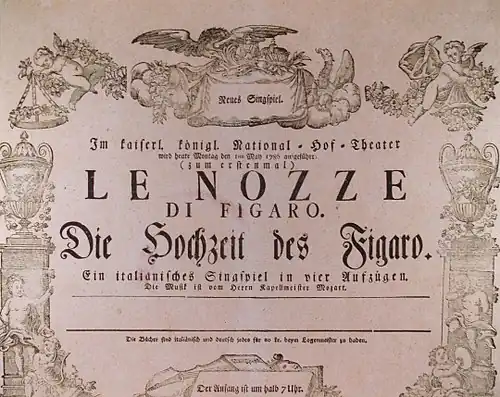 Neues Singspiel.
Im kaiserl. königl. National-Hof-Theater
wird heute Montag den 1ten May 1786 aufgeführt:
(zum erstenmal)
LE NOZZE
DI FIGARO.
Die Hochzeit des Figaro.
Ein italiänisches Singspiel in vier Aufzügen.
Die Musik ist vom Herrn Kapellmeister Mozart.
Die Bücher sind italiänisch und deutsch jedes für 20 kr. beym Logenmeister zu haben.
Der Anfang ist um halb 7 Uhr.